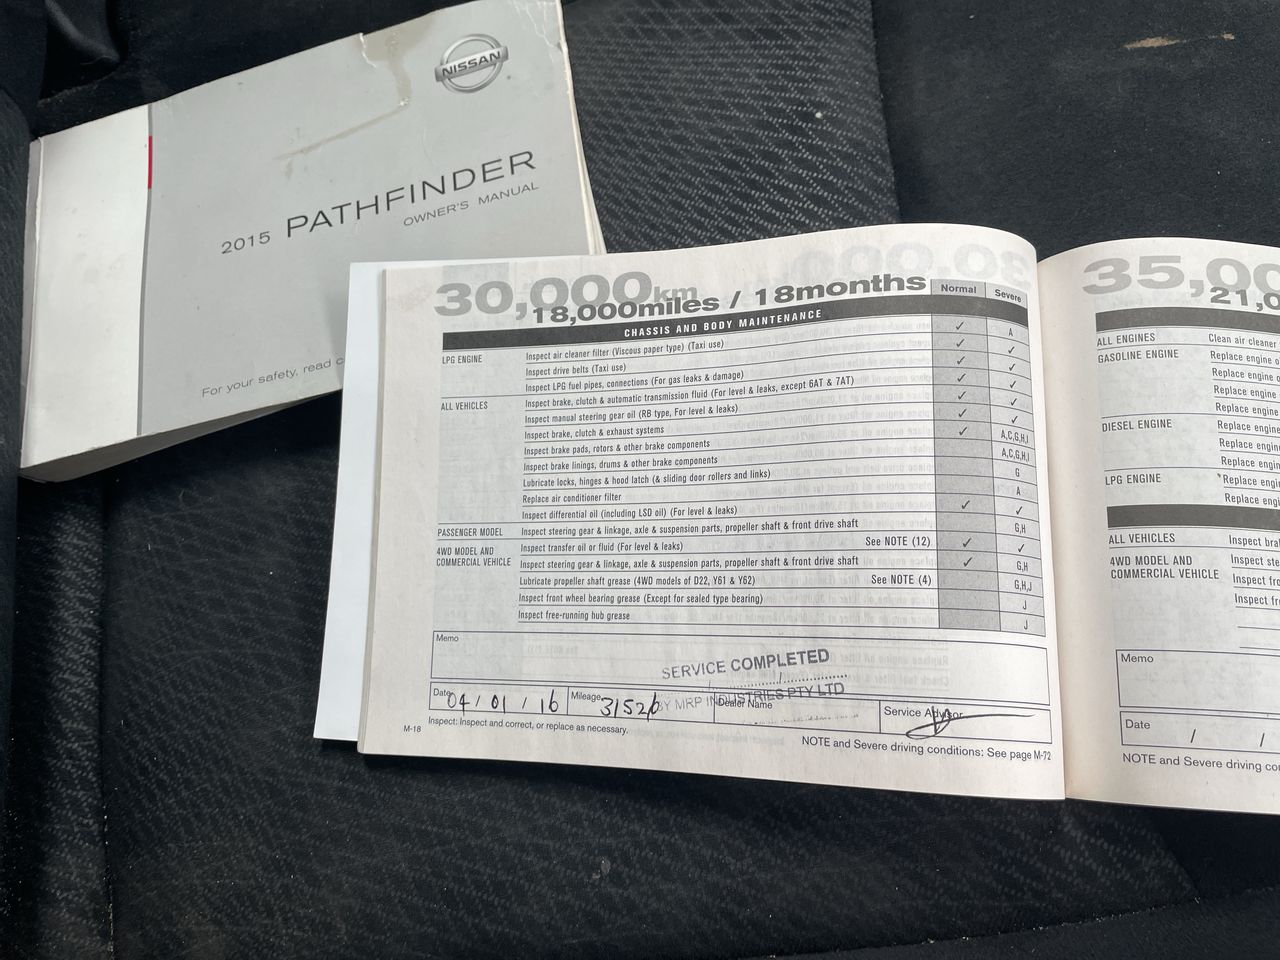 NISSAN
2015 PATHFINDER
OWNER'S MANUAL
For your safety, read c
30,000km
18,000miles / 18months
Normal
Severe
CHASSIS AND BODY MAINTENANCE
LPG ENGINE Inspect air cleaner filter (Viscous paper type) (Taxi use) ✓ A
Inspect drive belts (Taxi use) ✓ ✓
Inspect LPG fuel pipes, connections (For gas leaks & damage) ✓ ✓
ALL VEHICLES Inspect brake, clutch & automatic transmission fluid (For level & leaks, except 6AT & 7AT) ✓ ✓
Inspect manual steering gear oil (RB type, For level & leaks) ✓ ✓
Inspect brake, clutch & exhaust systems ✓ ✓
Inspect brake pads, rotors & other brake components ✓ A,C,G,H,I
Inspect brake linings, drums & other brake components A,C,G,H,I
Lubricate locks, hinges & hood latch (& sliding door rollers and links) G
Replace air conditioner filter A
Inspect differential oil (including LSD oil) (For level & leaks) ✓ ✓
PASSENGER MODEL Inspect steering gear & linkage, axle & suspension parts, propeller shaft & front drive shaft G,H
4WD MODEL AND COMMERCIAL VEHICLE Inspect transfer oil or fluid (For level & leaks) See NOTE (12) ✓ ✓
Inspect steering gear & linkage, axle & suspension parts, propeller shaft & front drive shaft ✓ G,H
Lubricate propeller shaft grease (4WD models of D22, Y61 & Y62) See NOTE (4) G,H,J
Inspect front wheel bearing grease (Except for sealed type bearing) J
Inspect free-running hub grease J
Memo
SERVICE COMPLETED
BY MRP INDUSTRIES PTY LTD
Date 04 / 01 / 16 Mileage 31526 Dealer Name Service Advisor
M-18 Inspect: Inspect and correct, or replace as necessary.
NOTE and Severe driving conditions: See page M-72
35,00
21,0
ALL ENGINES Clean air cleaner
GASOLINE ENGINE Replace engine o
Replace engine
Replace engine
Replace engine
DIESEL ENGINE Replace engine
Replace engine
Replace engin
LPG ENGINE *Replace engi
Replace engi
ALL VEHICLES Inspect bra
4WD MODEL AND COMMERCIAL VEHICLE Inspect ste
Inspect fro
Inspect fr
Memo
Date / /
NOTE and Severe driving co